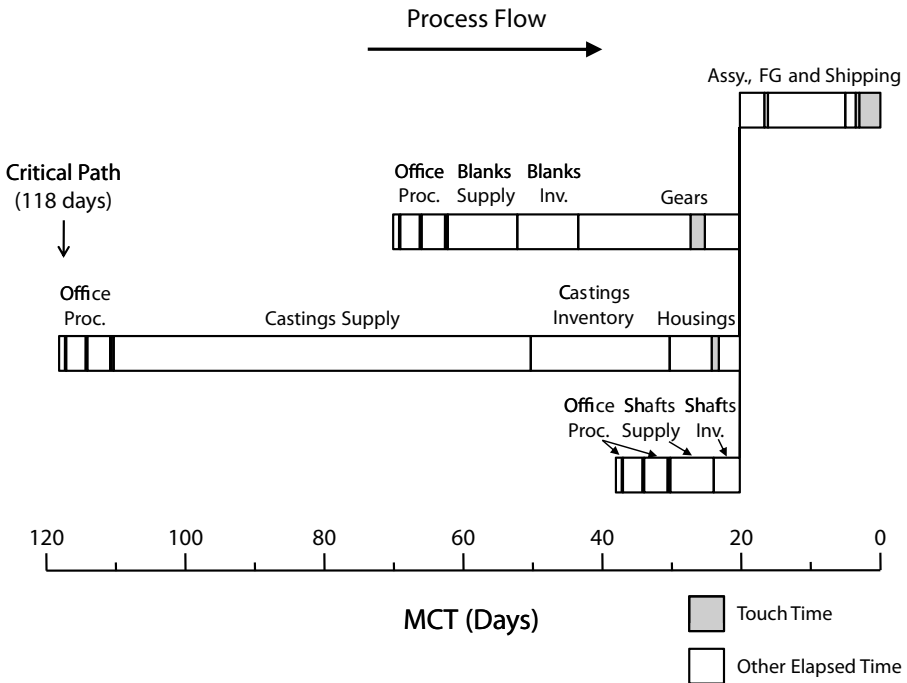 Process Flow
Assy., FG and Shipping
Critical Path
(118 days)
Office Blanks Blanks
Proc. Supply Inv.
Gears
Office
Proc.
Castings Supply
Castings
Inventory
Housings
Office Shafts Shafts
Proc. Supply Inv.
120 100 80 60 40 20 0
MCT (Days)
Touch Time
Other Elapsed Time